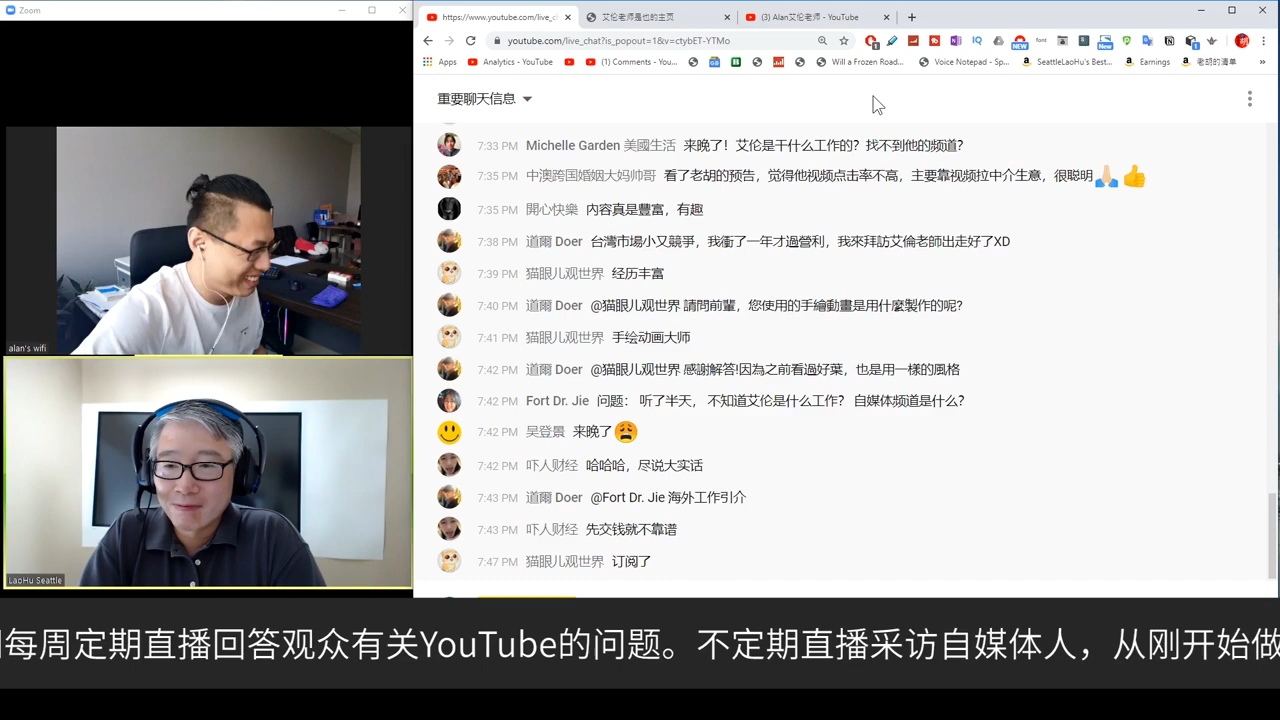 Zoom
https://www.youtube.com/live_c
艾伦老师是也的主页
(3) Alan艾伦老师 - YouTube
youtube.com/live_chat?is_popout=1&v=ctybET-YTMo
Apps
Analytics - YouTube
(1) Comments - You...
Will a Frozen Road...
Voice Notepad - Sp...
SeattleLaoHu's Best...
Earnings
老胡的清单
»
重要聊天信息
7:33 PM Michelle Garden 美國生活 来晚了！艾伦是干什么工作的？找不到他的频道？
7:35 PM 中澳跨国婚姻大妈帅哥 看了老胡的预告，觉得他视频点击率不高，主要靠视频拉中介生意，很聪明🙏🏻👍
7:35 PM 開心快樂 内容真是豐富，有趣
7:38 PM 道爾 Doer 台灣市場小又競爭，我衝了一年才過營利，我來拜訪艾倫老師出走好了XD
7:39 PM 猫眼儿观世界 经历丰富
7:40 PM 道爾 Doer @猫眼儿观世界 請問前輩，您使用的手繪動畫是用什麼製作的呢?
7:41 PM 猫眼儿观世界 手绘动画大师
7:42 PM 道爾 Doer @猫眼儿观世界 感謝解答!因為之前看過好葉，也是用一樣的風格
7:42 PM Fort Dr. Jie 问题： 听了半天， 不知道艾伦是什么工作？ 自媒体频道是什么？
7:42 PM 吴登景 来晚了😩
7:42 PM 吓人财经 哈哈哈，尽说大实话
7:43 PM 道爾 Doer @Fort Dr. Jie 海外工作引介
7:43 PM 吓人财经 先交钱就不靠谱
7:47 PM 猫眼儿观世界 订阅了
alan's wifi
LaoHu Seattle
每周定期直播回答观众有关YouTube的问题。不定期直播采访自媒体人，从刚开始做